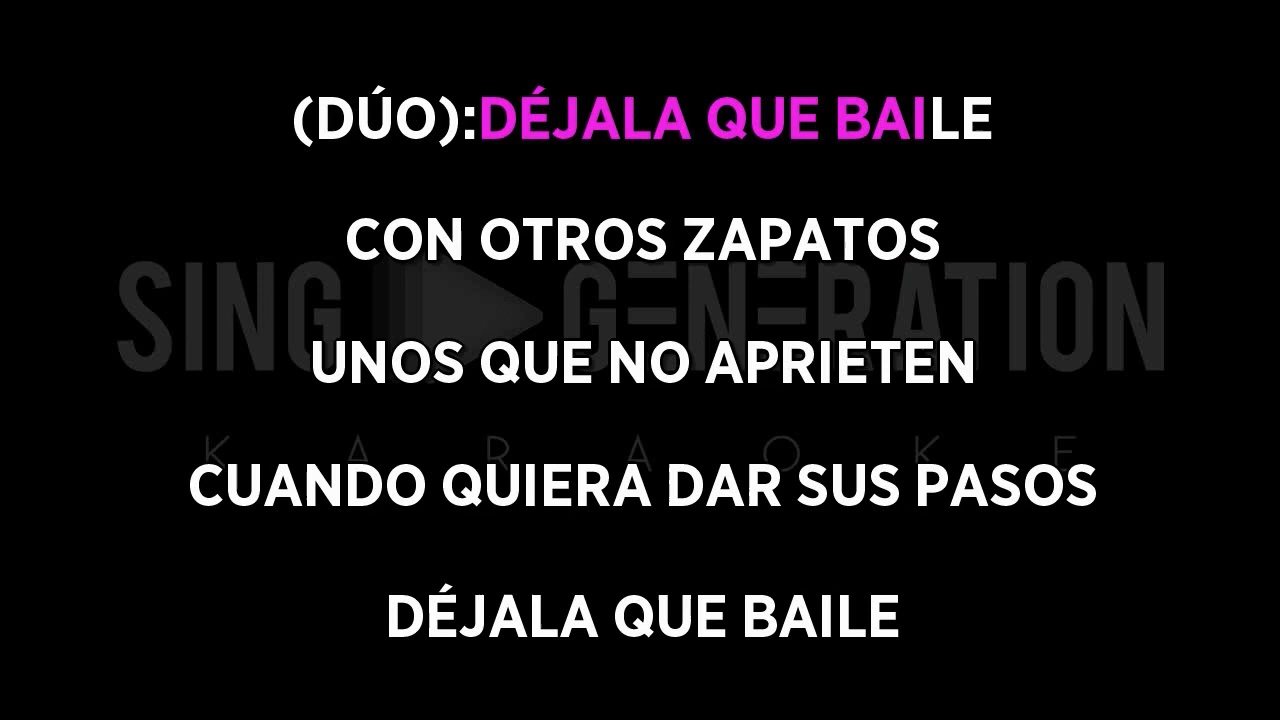 (DÚO):DÉJALA QUE BAILE
CON OTROS ZAPATOS
SING GENERATION
UNOS QUE NO APRIETEN
KARAOKE
CUANDO QUIERA DAR SUS PASOS
DÉJALA QUE BAILE